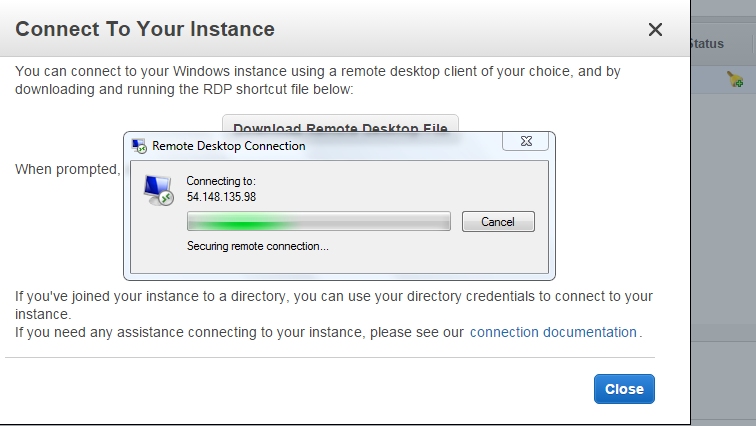 Connect To Your Instance
Status
You can connect to your Windows instance using a remote desktop client of your choice, and by
downloading and running the RDP shortcut file below:
Download Remote Desktop File
Remote Desktop Connection
When prompted,
Connecting to:
54.148.135.98
Cancel
Securing remote connection...
If you've joined your instance to a directory, you can use your directory credentials to connect to your
instance.
If you need any assistance connecting to your instance, please see our connection documentation.
Close